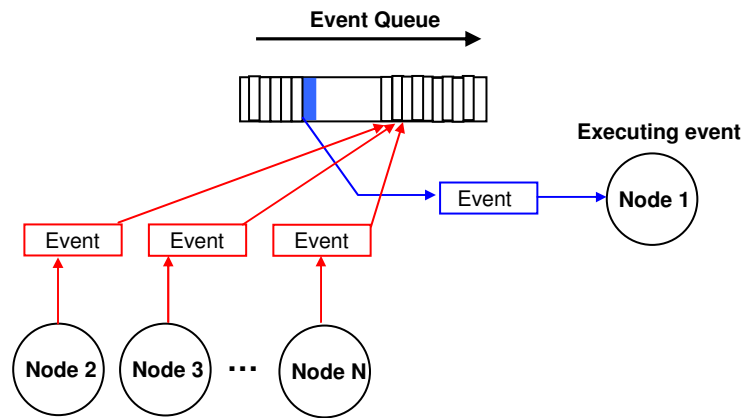 Event Queue
Executing event
Event
Node 1
Event
Event
Event
Node 2
Node 3
...
Node N